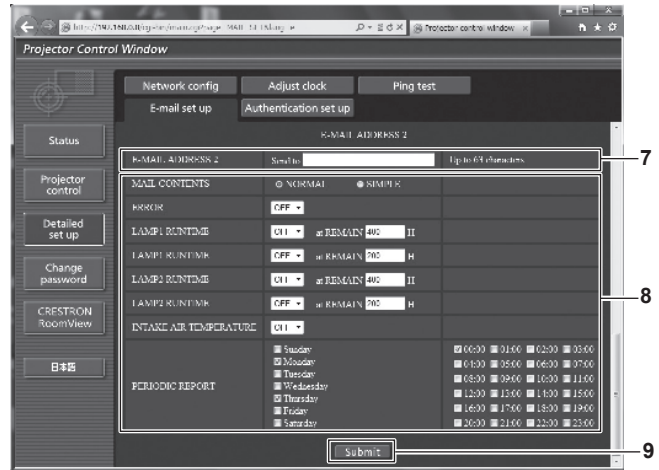 Projector control window
Projector Control Window
Network config Adjust clock Ping test
E-mail set up Authentication set up
E-MAIL ADDRESS 2
Status
E-MAIL ADDRESS 2 Send to Up to 63 characters
7
Projector control
MAIL CONTENTS NORMAL SIMPLE
ERROR OFF
Detailed set up
LAMP1 RUNTIME OFF at REMAIN 400 H
LAMP1 RUNTIME OFF at REMAIN 200 H
Change password
LAMP2 RUNTIME OFF at REMAIN 400 H
LAMP2 RUNTIME OFF at REMAIN 200 H
8
CRESTRON RoomView
INTAKE AIR TEMPERATURE OFF
日本語
PERIODIC REPORT
Sunday
Monday
Tuesday
Wednesday
Thursday
Friday
Saturday
00:00 01:00 02:00 03:00
04:00 05:00 06:00 07:00
08:00 09:00 10:00 11:00
12:00 13:00 14:00 15:00
16:00 17:00 18:00 19:00
20:00 21:00 22:00 23:00
Submit
9